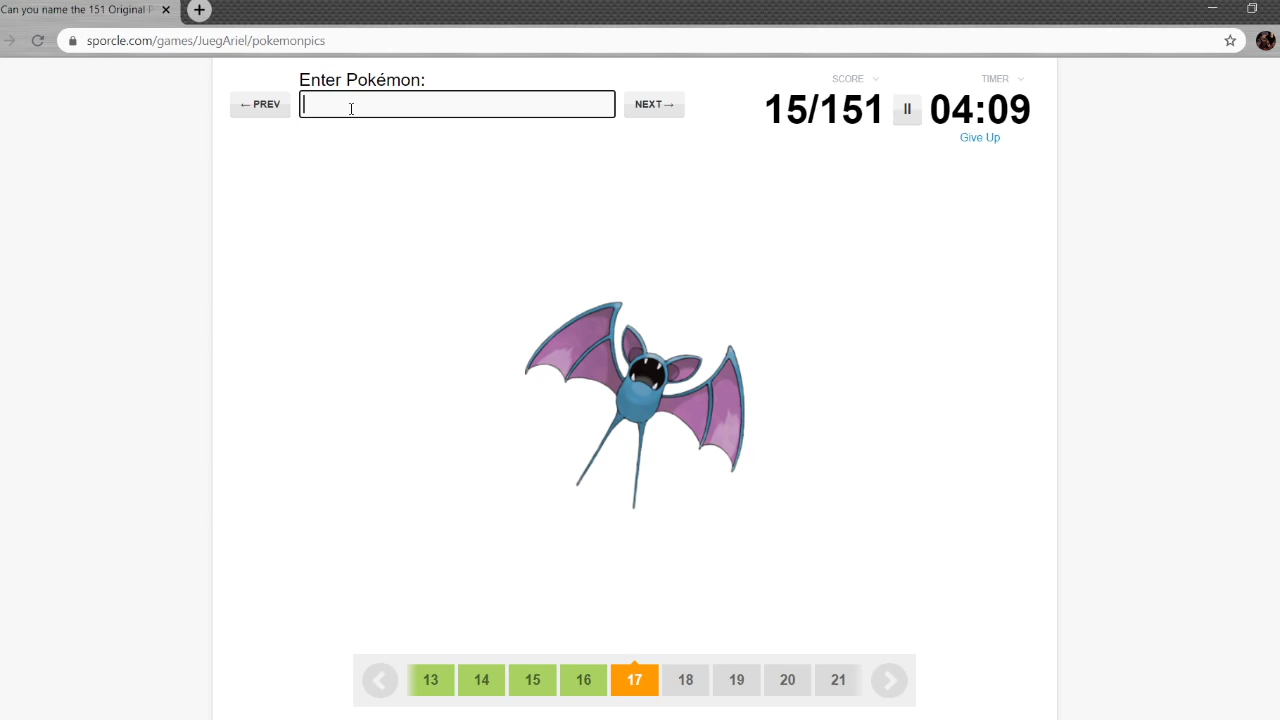 Can you name the 151 Original P
sporcle.com/games/JuegAriel/pokemonpics
Enter Pokémon:
← PREV
NEXT →
SCORE
TIMER
15/151
04:09
Give Up
13 14 15 16 17 18 19 20 21